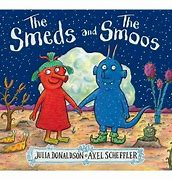 The The
Smeds and Smoos
JULIA DONALDSON • AXEL SCHEFFLER